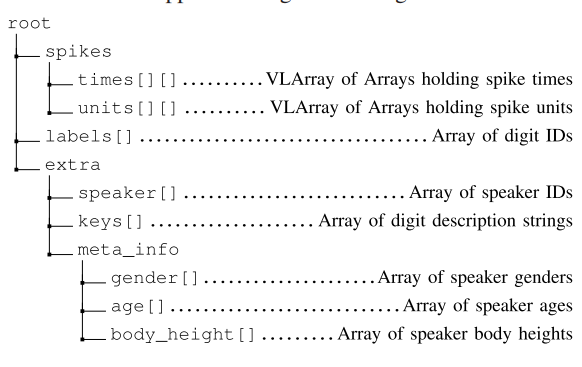 root
spikes
times[][] .......... VLArray of Arrays holding spike times
units[][] .......... VLArray of Arrays holding spike units
labels[] ................................... Array of digit IDs
extra
speaker[] ........................... Array of speaker IDs
keys[] .................... Array of digit description strings
meta_info
gender[] ..................... Array of speaker genders
age[] ............................ Array of speaker ages
body_height[] ......... Array of speaker body heights